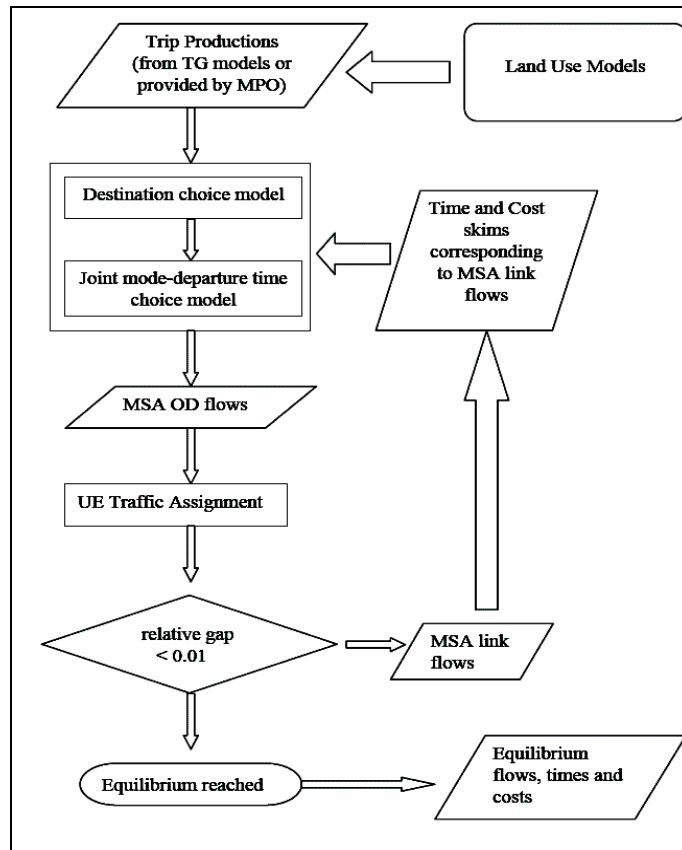 Trip Productions
(from TG models or
provided by MPO)
Land Use Models
Destination choice model
Joint mode-departure time
choice model
Time and Cost
skims
corresponding
to MSA link
flows
MSA OD flows
UE Traffic Assignment
relative gap
< 0.01
MSA link
flows
Equilibrium reached
Equilibrium
flows, times and
costs